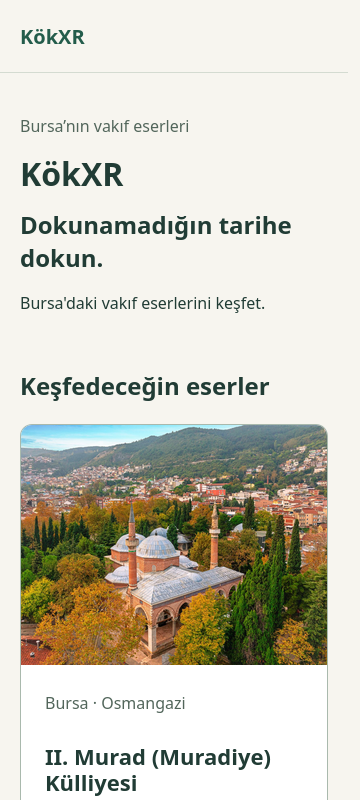 KökXR
Bursa’nın vakıf eserleri
KökXR
Dokunamadığın tarihe
dokun.
Bursa'daki vakıf eserlerini keşfet.
Keşfedeceğin eserler
Bursa · Osmangazi
II. Murad (Muradiye)
Külliyesi